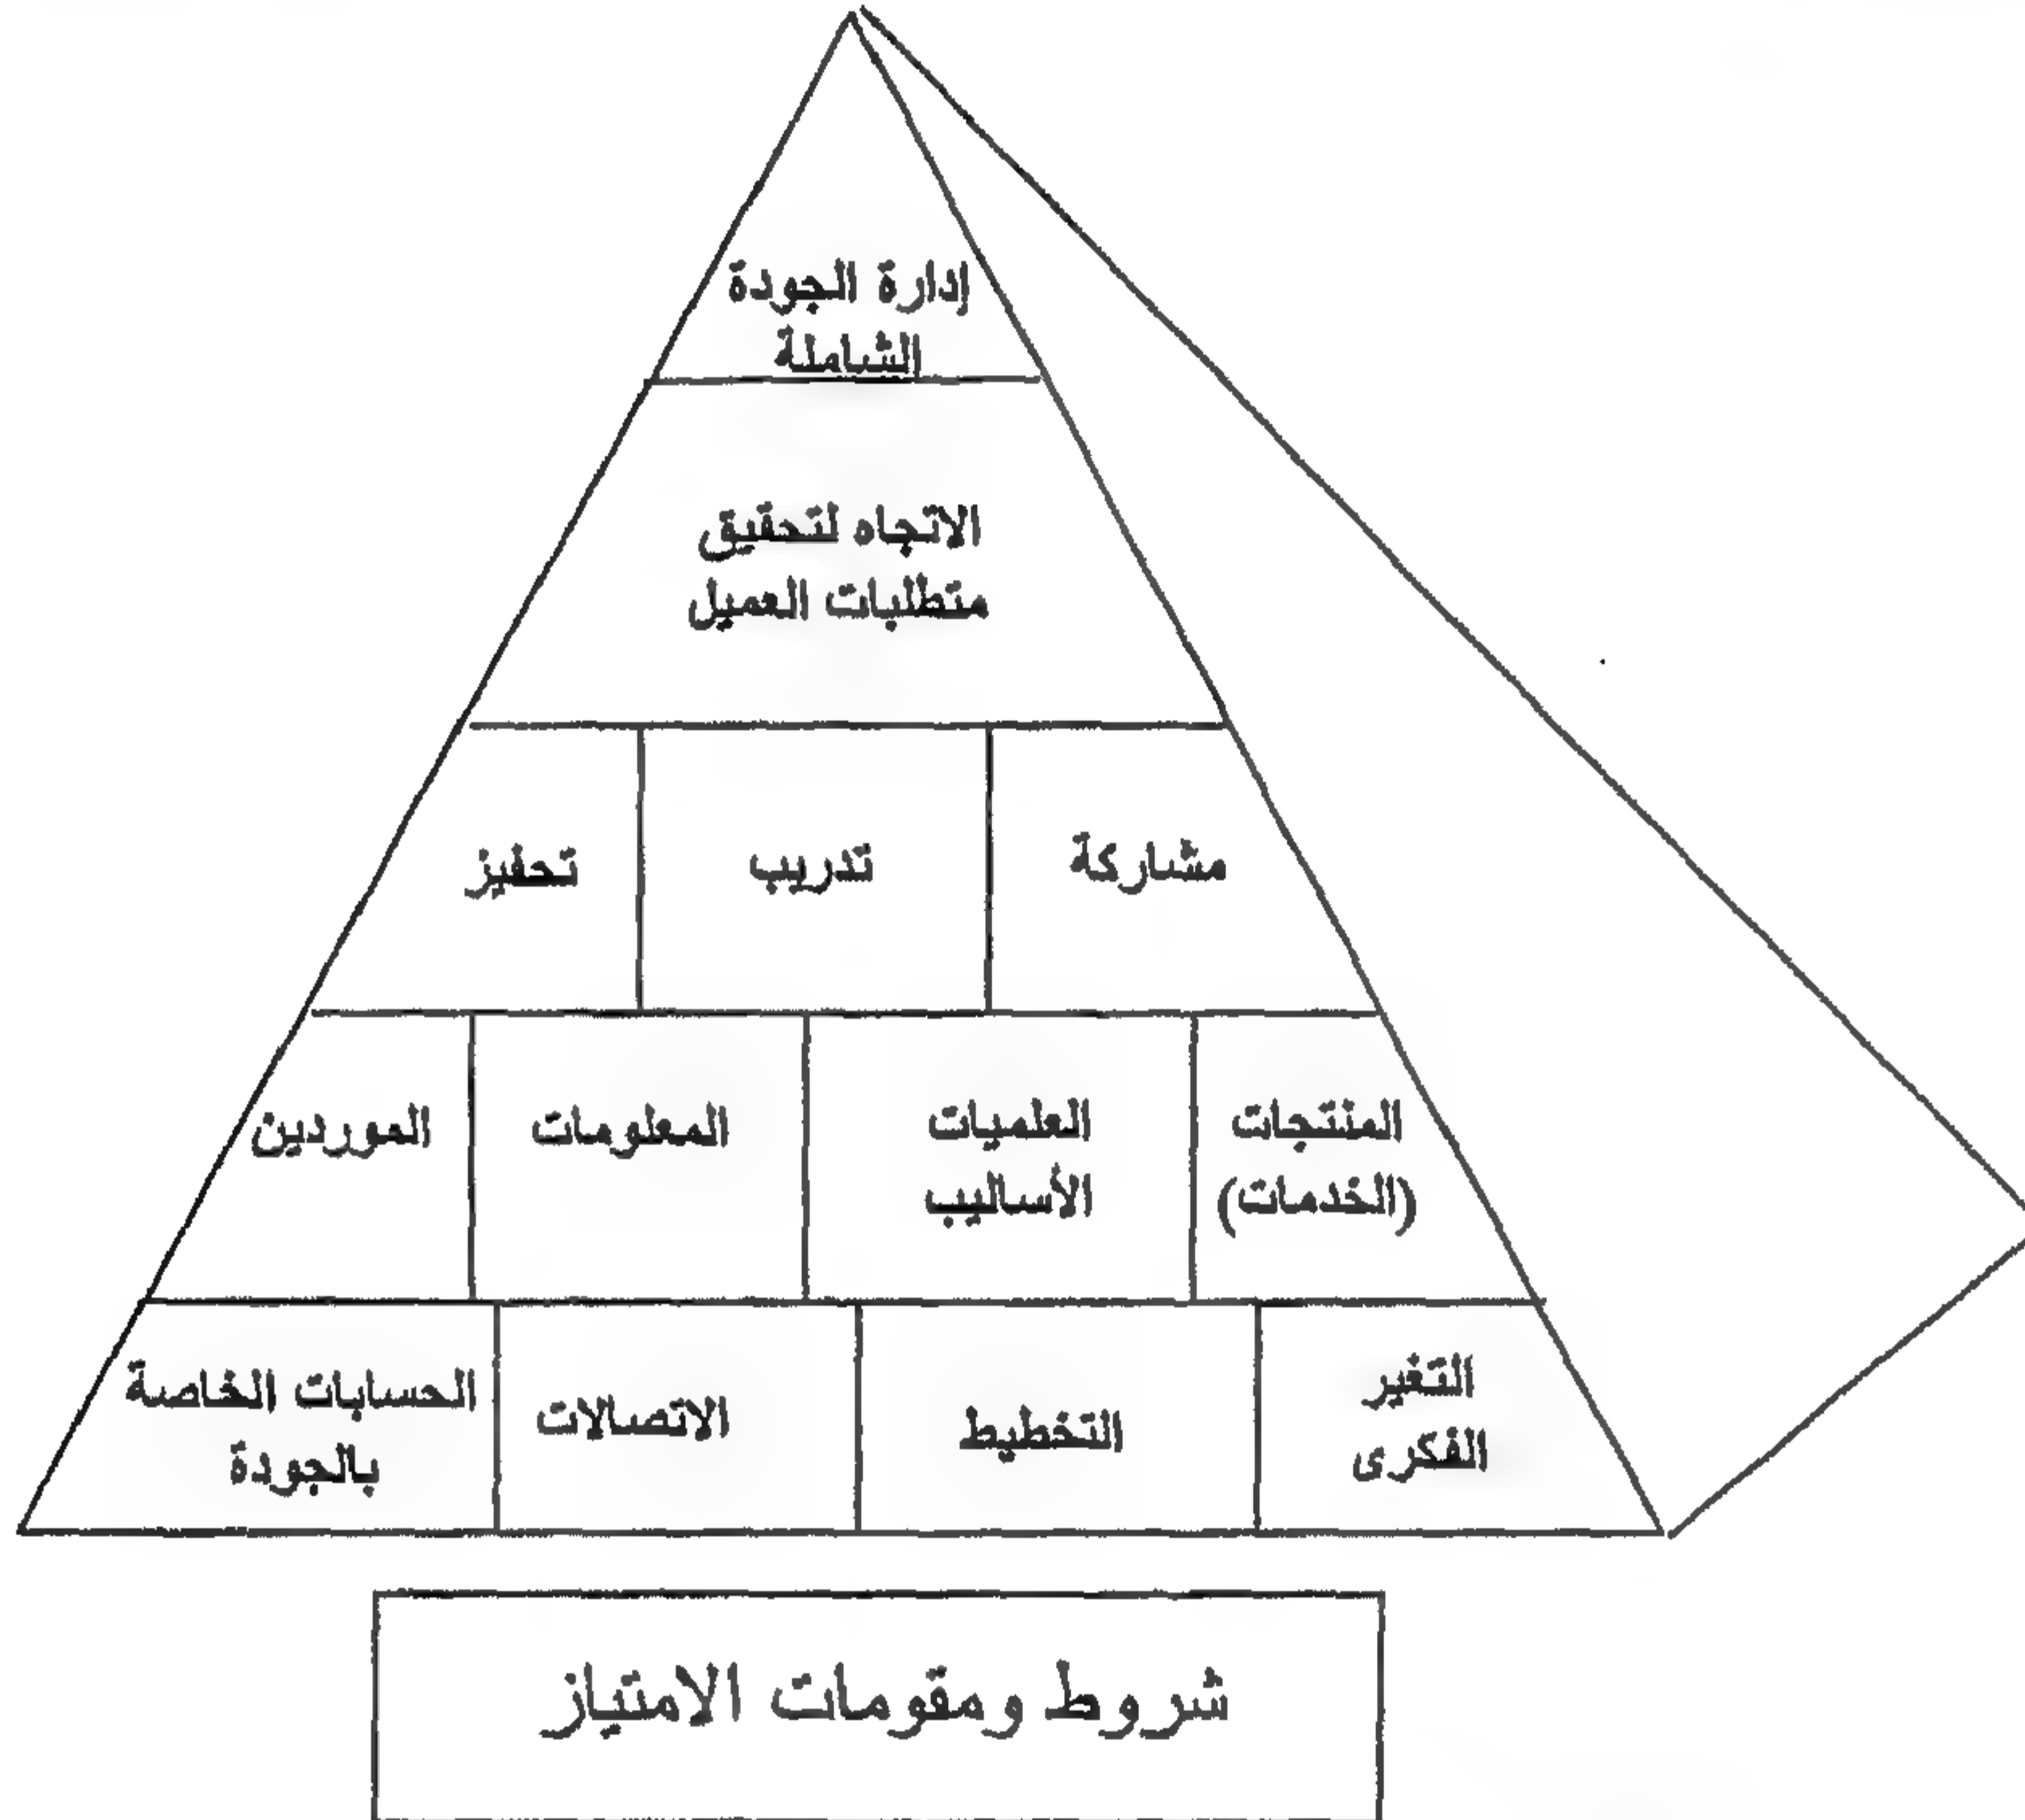 إدارة الجودة
الشاملة
الاتجاه لتحقيق
متطلبات العميل
مشاركة
تدريب
تحفيز
المنتجات
(الخدمات)
العلميات
الأساليب
المعلومات
الموردين
التغير
الفكرى
التخطيط
الاتصالات
الحسابات الخاصة
بالجودة
شروط ومقومات الامتياز